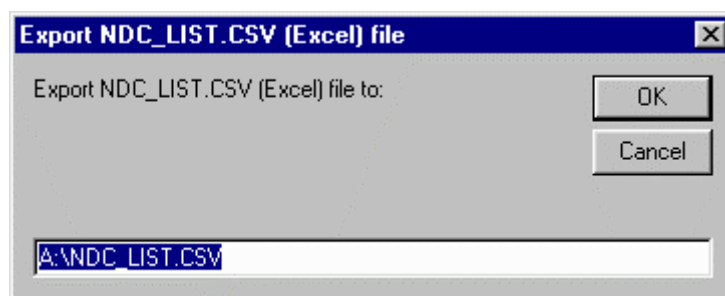 Export NDC_LIST.CSV (Excel) file
Export NDC_LIST.CSV (Excel) file to:
OK
Cancel
A:\NDC_LIST.CSV